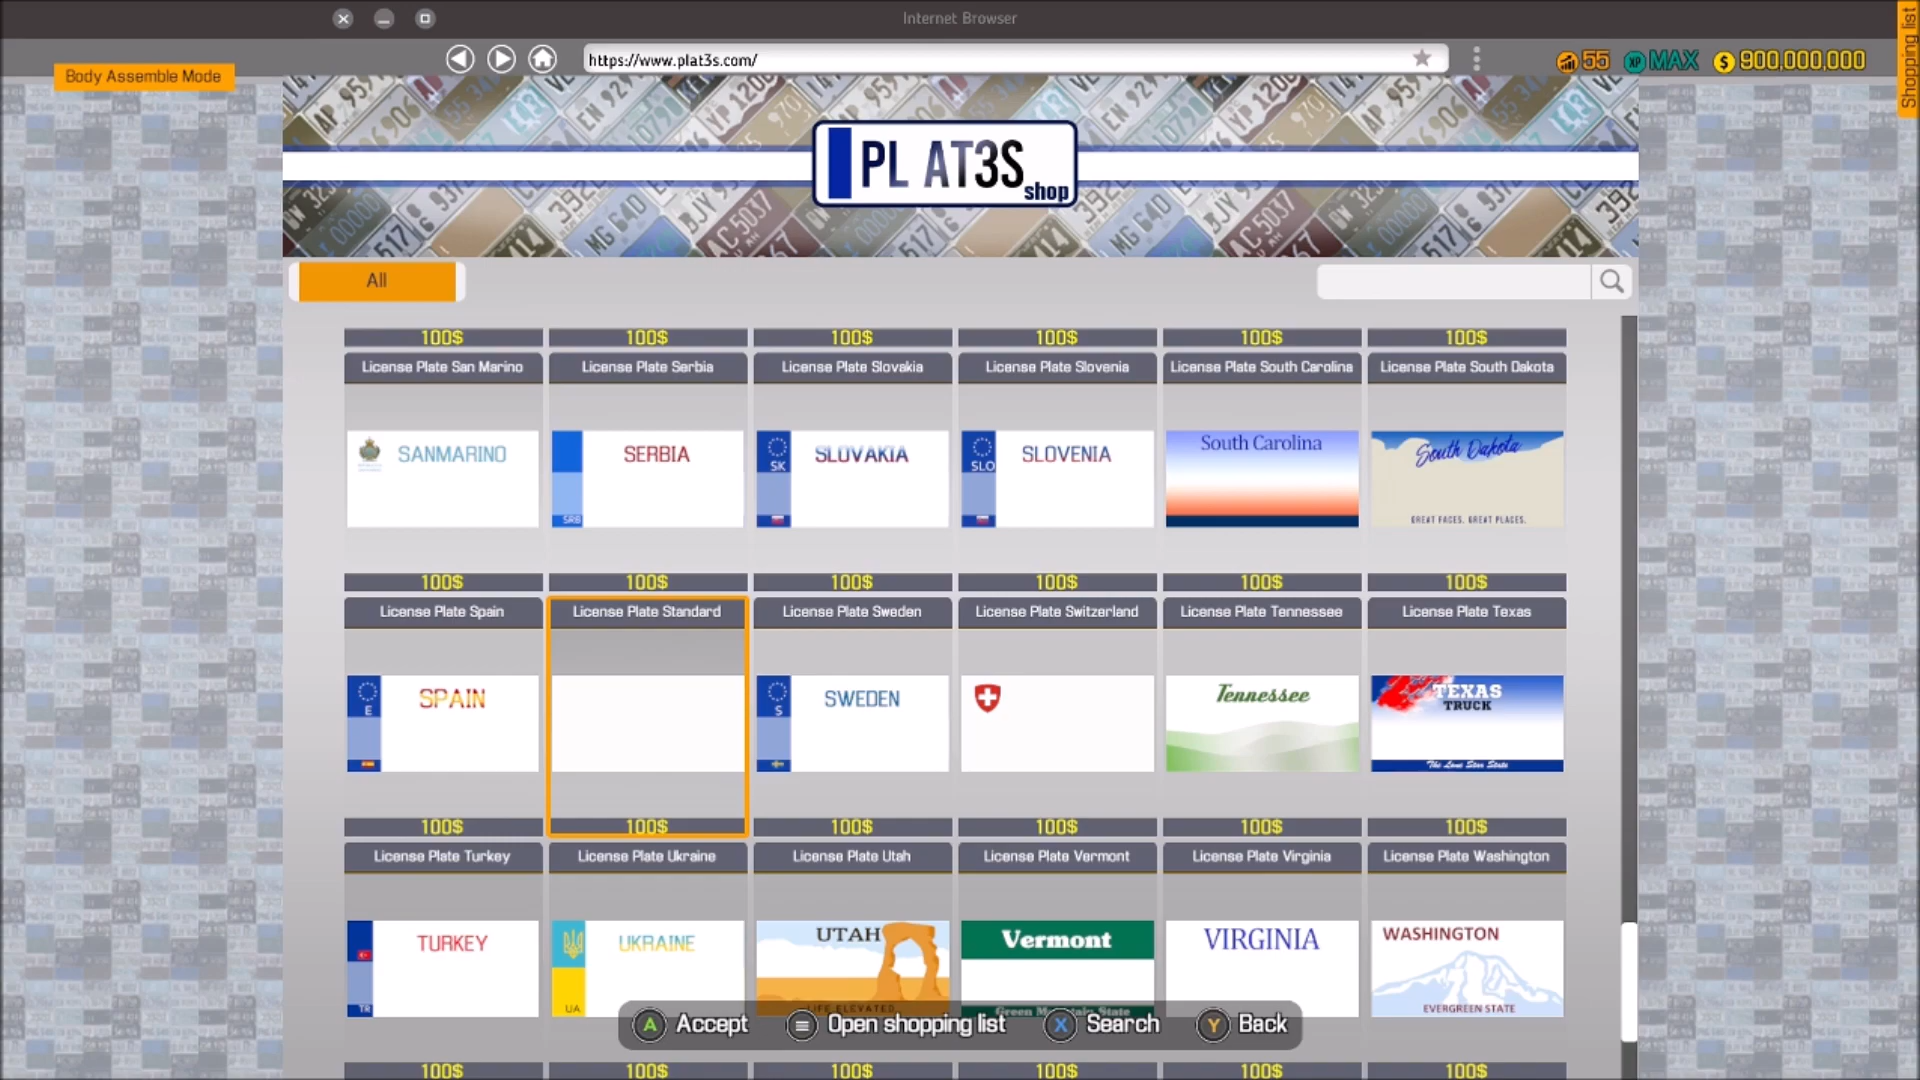 Internet Browser
Shopping list
https://www.plat3s.com/
55 XP MAX $ 900,000,000
Body Assemble Mode
PL AT3S
shop
All
100$ 100$ 100$ 100$ 100$ 100$
License Plate San Marino License Plate Serbia License Plate Slovakia License Plate Slovenia License Plate South Carolina License Plate South Dakota
SANMARINO SERBIA SLOVAKIA SLOVENIA South Carolina South Dakota
SK SLO
SRB GREAT FACES. GREAT PLACES.
100$ 100$ 100$ 100$ 100$ 100$
License Plate Spain License Plate Standard License Plate Sweden License Plate Switzerland License Plate Tennessee License Plate Texas
SPAIN SWEDEN Tennessee TEXAS
TRUCK
E S
The Lone Star State
100$ 100$ 100$ 100$ 100$ 100$
License Plate Turkey License Plate Ukraine License Plate Utah License Plate Vermont License Plate Virginia License Plate Washington
TURKEY UKRAINE UTAH Vermont VIRGINIA WASHINGTON
TR UA LIFE ELEVATED Green Mountain State EVERGREEN STATE
A Accept Open shopping list X Search Y Back
100$ 100$ 100$ 100$ 100$ 100$